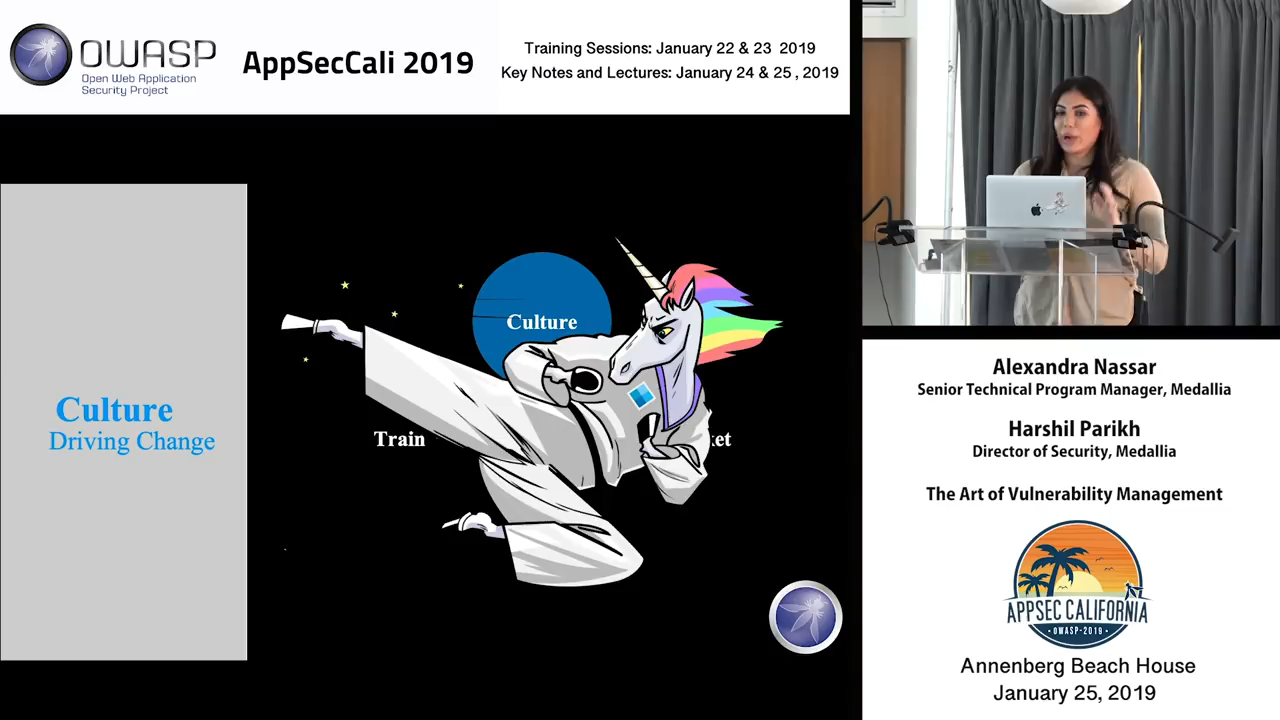 OWASP
Open Web Application
Security Project
AppSecCali 2019
Training Sessions: January 22 & 23 2019
Key Notes and Lectures: January 24 & 25 , 2019
Culture
Driving Change
Culture
Train
Alexandra Nassar
Senior Technical Program Manager, Medallia
Harshil Parikh
Director of Security, Medallia
The Art of Vulnerability Management
APPSEC CALIFORNIA
• OWASP-2019 •
Annenberg Beach House
January 25, 2019